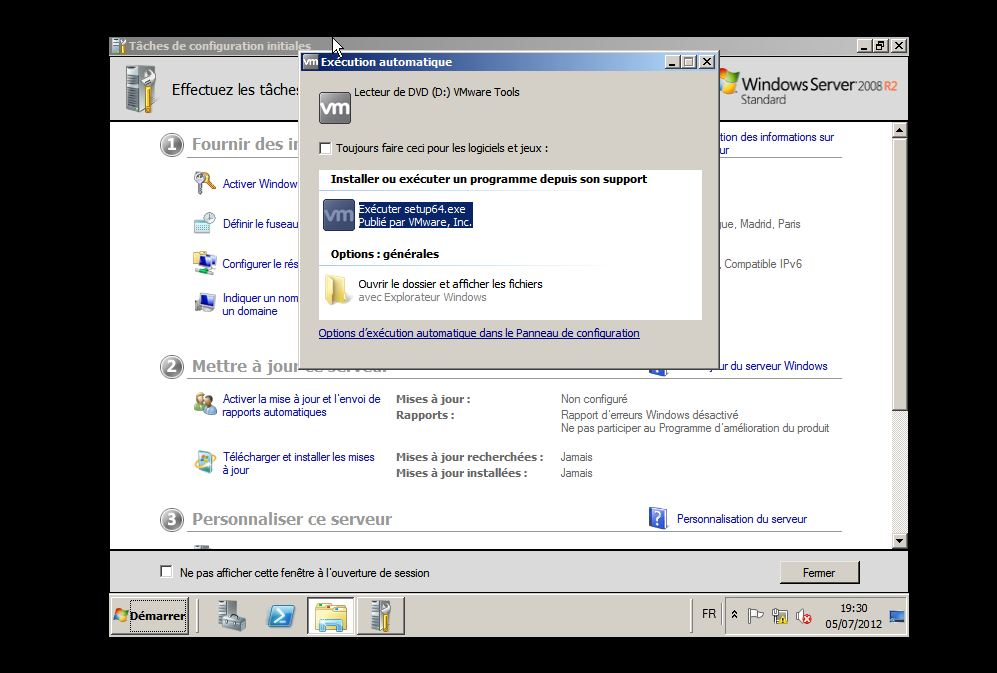 Tâches de configuration initiales
Effectuez les tâches
Windows Server 2008 R2
Standard
vm Exécution automatique
vm
Lecteur de DVD (D:) VMware Tools
Toujours faire ceci pour les logiciels et jeux :
Installer ou exécuter un programme depuis son support
vm
Exécuter setup64.exe
Publié par VMware, Inc.
Options : générales
Ouvrir le dossier et afficher les fichiers
avec Explorateur Windows
Options d'exécution automatique dans le Panneau de configuration
1 Fournir des
des informations sur
Activer Window
Définir le fuseau
Madrid, Paris
Configurer le
Compatible IPv6
Indiquer un nom
un domaine
2 Mettre à jour
du serveur Windows
Activer la mise à jour et l'envoi de
rapports automatiques
Mises à jour : Non configuré
Rapports : Rapport d'erreurs Windows désactivé
Ne pas participer au Programme d'amélioration du produit
Télécharger et installer les mises
à jour
Mises à jour recherchées : Jamais
Mises à jour installées : Jamais
3 Personnaliser ce serveur
Personnalisation du serveur
Ne pas afficher cette fenêtre à l'ouverture de session
Fermer
Démarrer
FR
19:30
05/07/2012